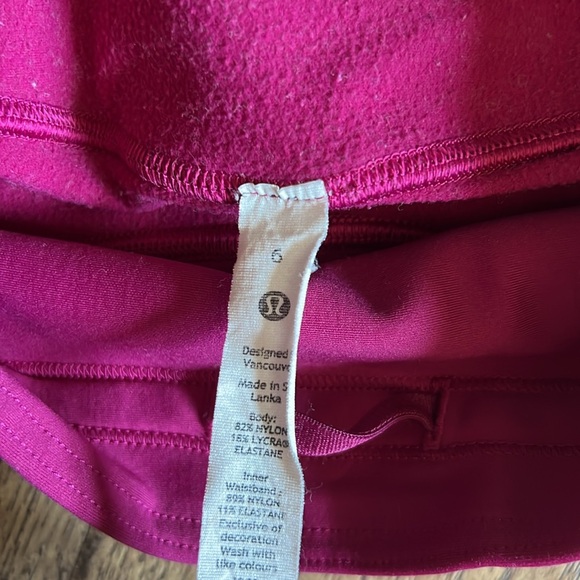 6
Designed
Vancouv
Made in S
Lanka
Body:
82% NYLON
18% LYCRA®
ELASTANE
Inner
Waistband :
89% NYLON
11% ELASTANE
Exclusive of
decoration
Wash with
like colours